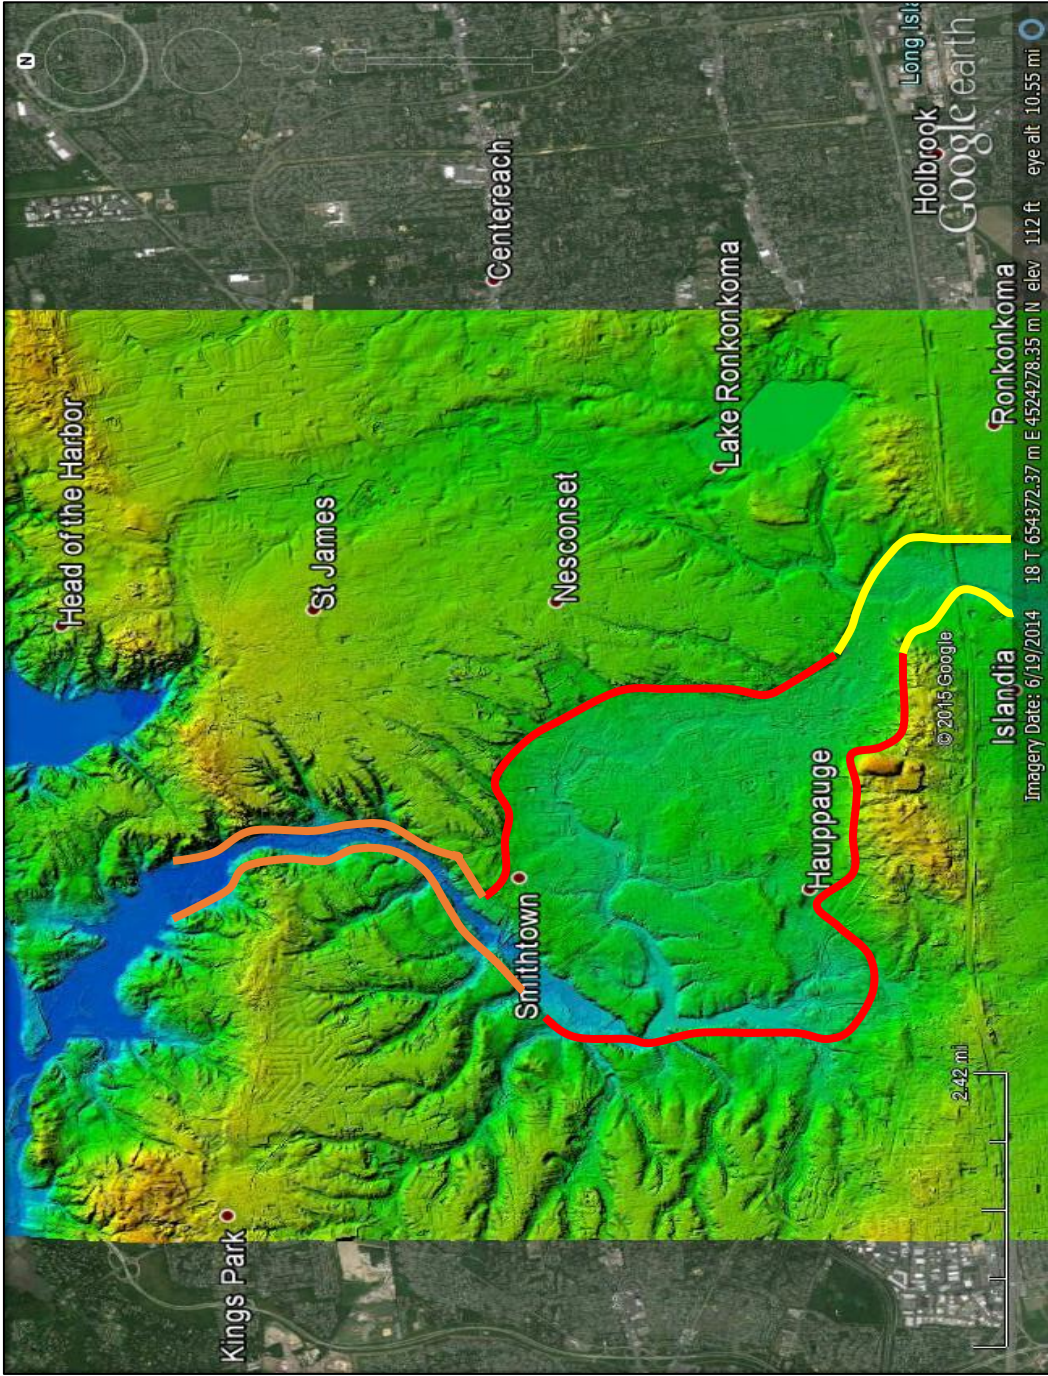 N
Head of the Harbor
Kings Park
St James
Centereach
Smithtown
Nesconset
Lake Ronkonkoma
Hauppauge
Long Isla
Holbrook
© 2015 Google
Islandia
Ronkonkoma
Google earth
2.42 mi
Imagery Date: 6/19/2014 18 T 654372.37 m E 4524278.35 m N elev 112 ft eye alt 10.55 mi